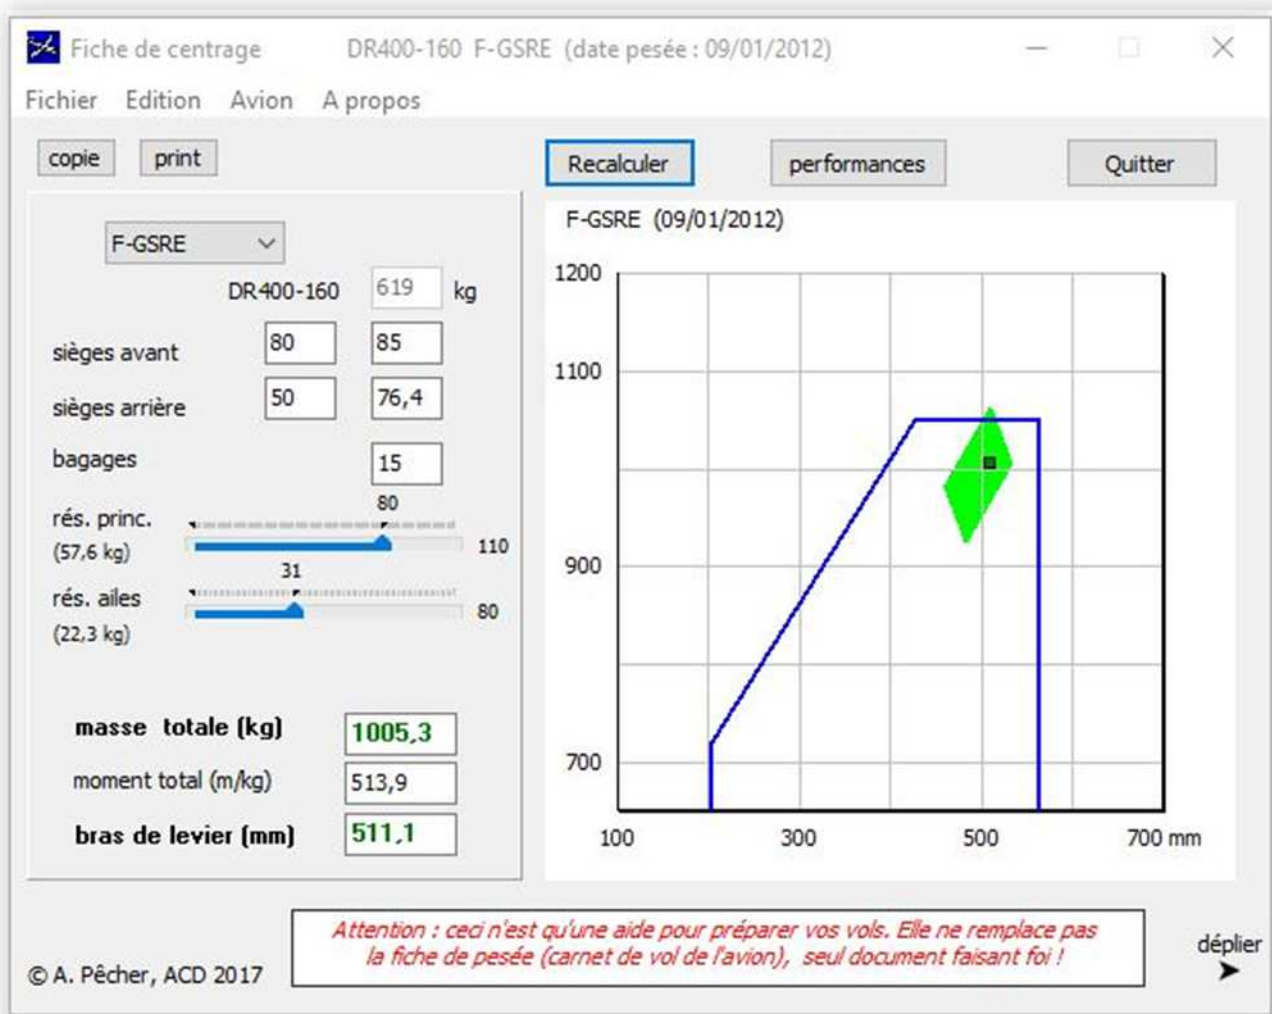 Fiche de centrage DR400-160 F-GSRE (date pesée : 09/01/2012)
Fichier Edition Avion A propos
copie print Recalculer performances Quitter
F-GSRE
DR400-160 619 kg
sièges avant 80 85
sièges arrière 50 76,4
bagages 15
rés. princ. 80
(57,6 kg) 110
31
rés. ailes 80
(22,3 kg)
masse totale (kg) 1005,3
moment total (m/kg) 513,9
bras de levier (mm) 511,1
F-GSRE (09/01/2012)
1200
1100
900
700
100 300 500 700 mm
Attention : ceci n'est qu'une aide pour préparer vos vols. Elle ne remplace pas
la fiche de pesée (carnet de vol de l'avion), seul document faisant foi !
déplier
© A. Pêcher, ACD 2017